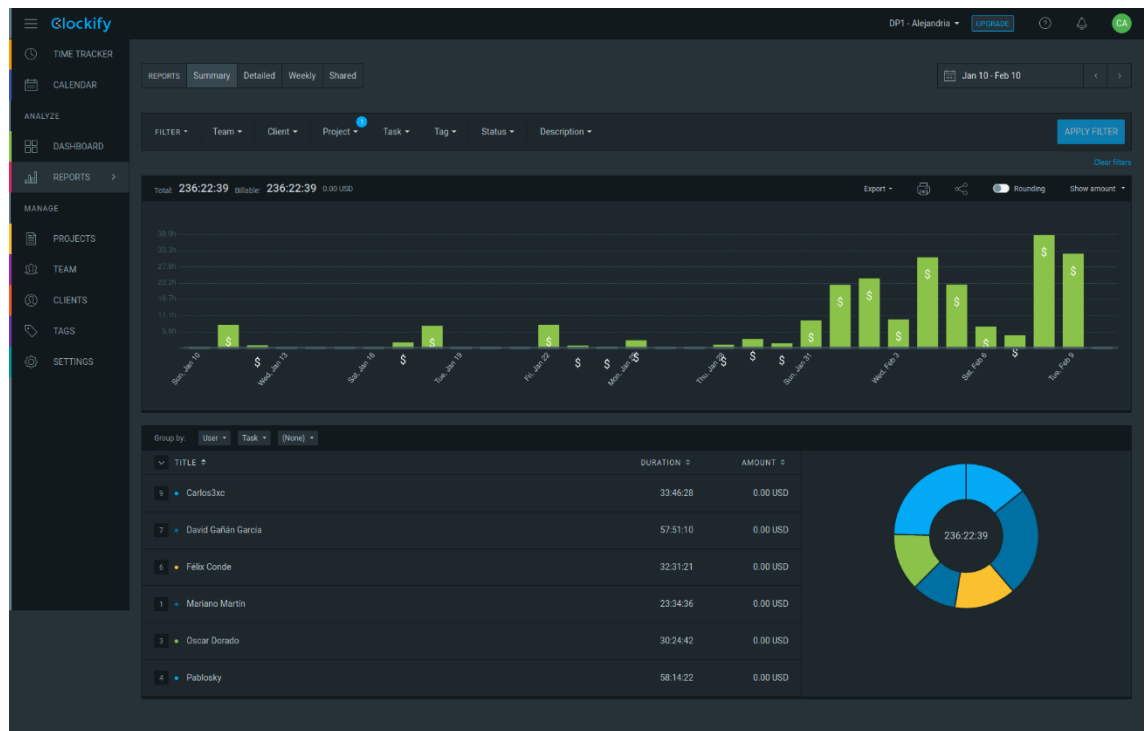 Clockify
DP1 - Alejandria
UPGRADE
?
CA
TIME TRACKER
CALENDAR
ANALYZE
DASHBOARD
REPORTS
MANAGE
PROJECTS
TEAM
CLIENTS
TAGS
SETTINGS
REPORTS Summary Detailed Weekly Shared
Jan 10 - Feb 10
FILTER Team Client Project 1 Task Tag Status Description
APPLY FILTER
Clear filters
Total: 236:22:39 Billable: 236:22:39 0.00 USD
Export Rounding Show amount
38.9h
33.3h
27.8h
22.2h
16.7h
11.1h
5.6h
$ $ $ $ $ $ $ $ $ $ $ $ $ $ $ $ $ $ $ $ $
Sun, Jan 10 Wed, Jan 13 Sat, Jan 16 Tue, Jan 19 Fri, Jan 22 Mon, Jan Thu, Jan Sun, Jan 31 Wed, Feb 3 Sat, Feb 6 Tue, Feb 9
Group by: User Task (None)
TITLE DURATION AMOUNT
9 Carlos3xc 33:46:28 0.00 USD
7 David Gañán García 57:51:10 0.00 USD
6 Félix Conde 32:31:21 0.00 USD
1 Mariano Martín 23:34:36 0.00 USD
3 Oscar Dorado 30:24:42 0.00 USD
4 Pablosky 58:14:22 0.00 USD
236:22:39